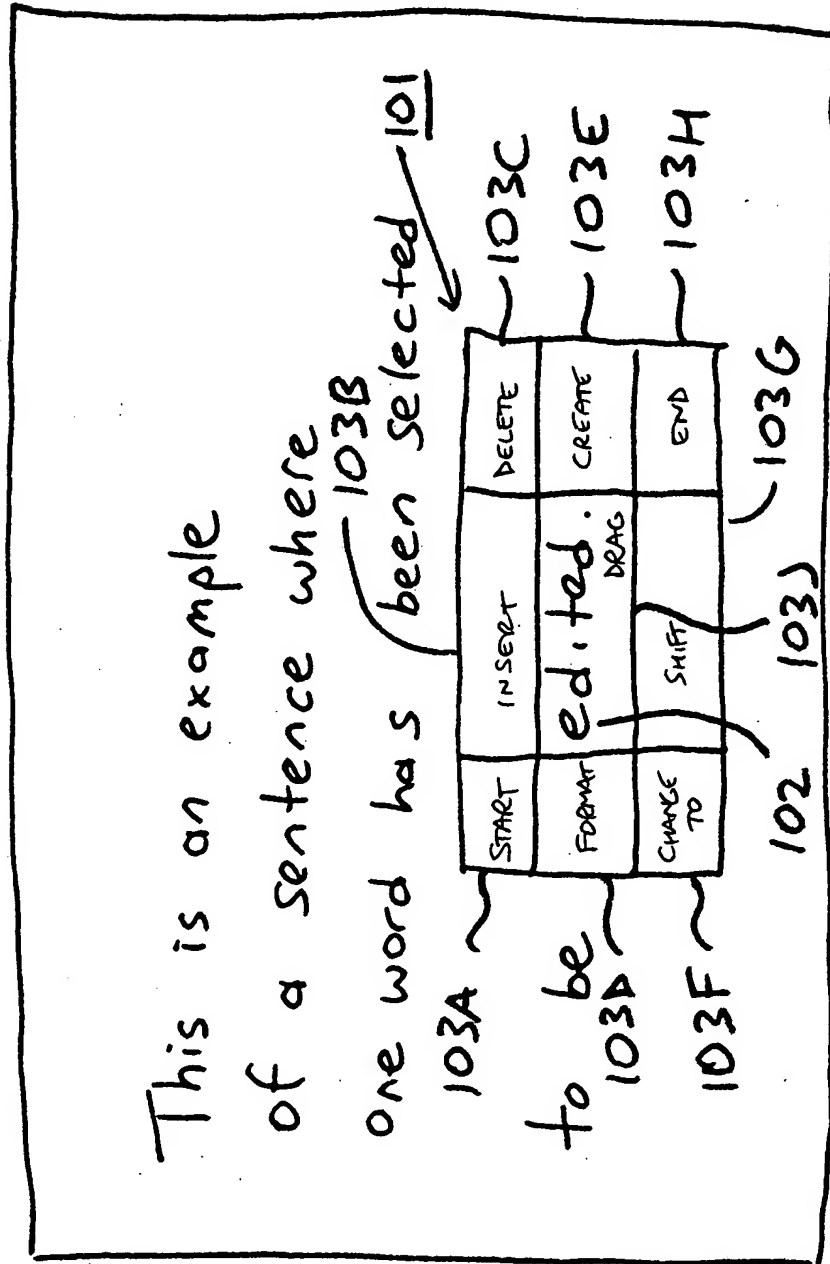 This is an example
of a sentence where
103B
one word has been selected 101
103A START INSERT DELETE 103C
to be FORMAT edited. DRAG CREATE 103E
103D
103F CHANGE TO SHIFT END 103H
102 103J 103G